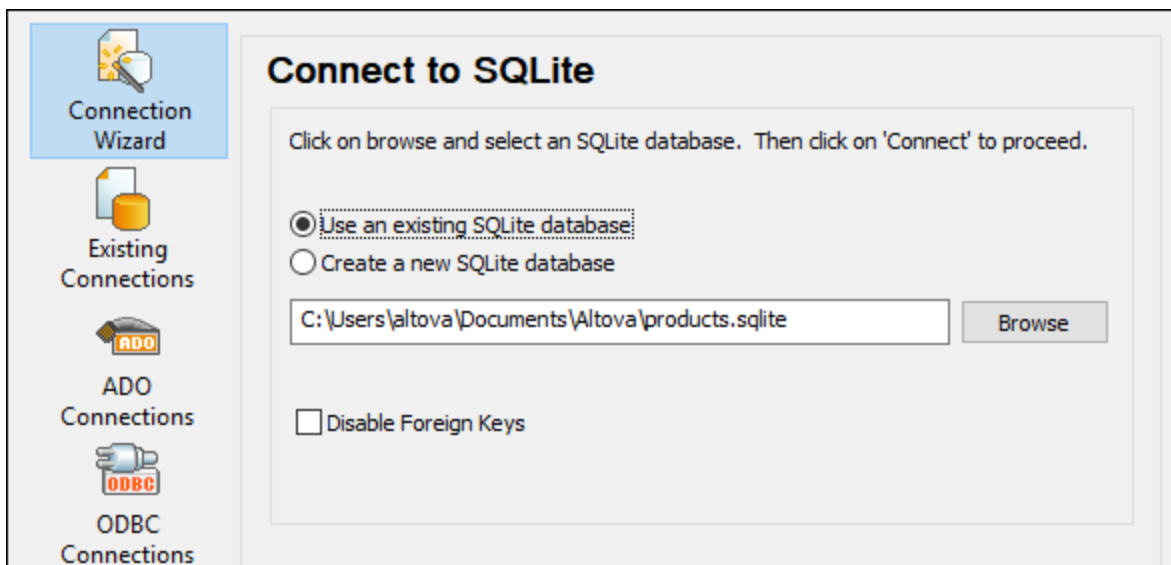 Connection
Wizard
Existing
Connections
ADO
ADO
Connections
ODBC
ODBC
Connections
Connect to SQLite
Click on browse and select an SQLite database.  Then click on 'Connect' to proceed.
Use an existing SQLite database
Create a new SQLite database
C:\Users\altova\Documents\Altova\products.sqlite
Browse
Disable Foreign Keys